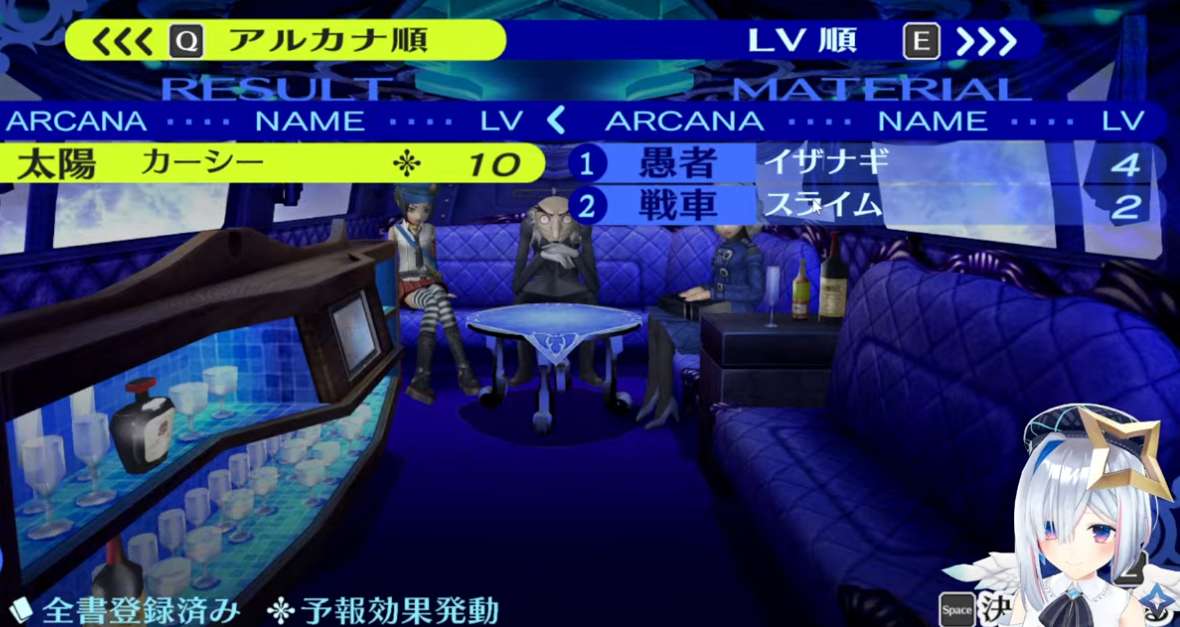 <<< Q アルカナ順 LV順 E >>>
RESULT MATERIAL
ARCANA ···· NAME ···· LV < ARCANA ···· NAME ···· LV
太陽 カーシー ※ 10 1 愚者 イザナギ 4
2 戦車 スライム 2
全書登録済み ※予報効果発動
Space 決